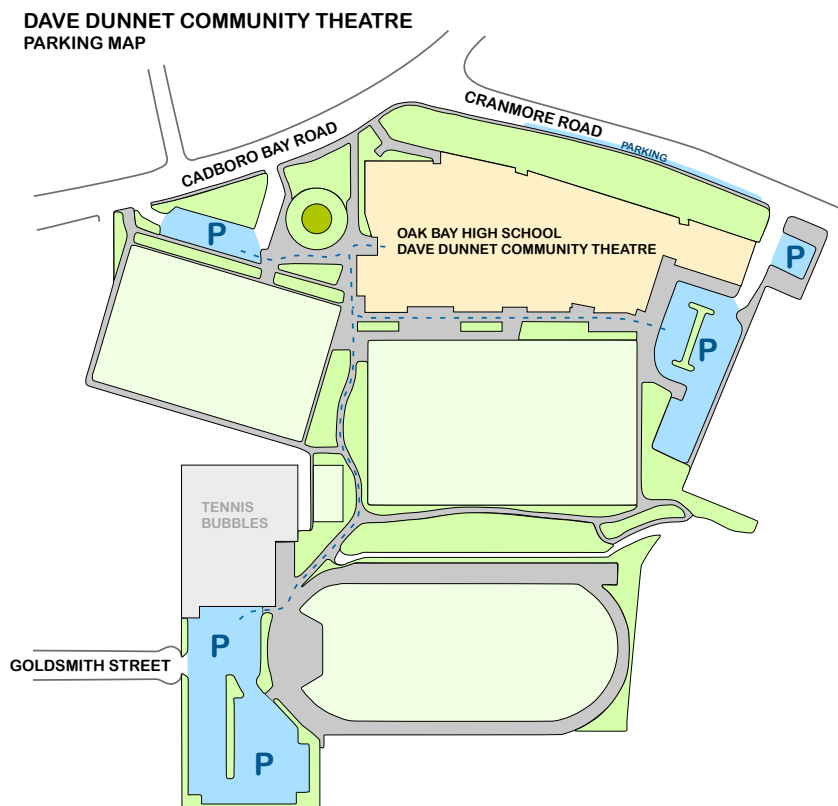 DAVE DUNNET COMMUNITY THEATRE
PARKING MAP
CRANMORE ROAD
CADBORO BAY ROAD
PARKING
P
OAK BAY HIGH SCHOOL
DAVE DUNNET COMMUNITY THEATRE
P
P
TENNIS
BUBBLES
P
GOLDSMITH STREET
P